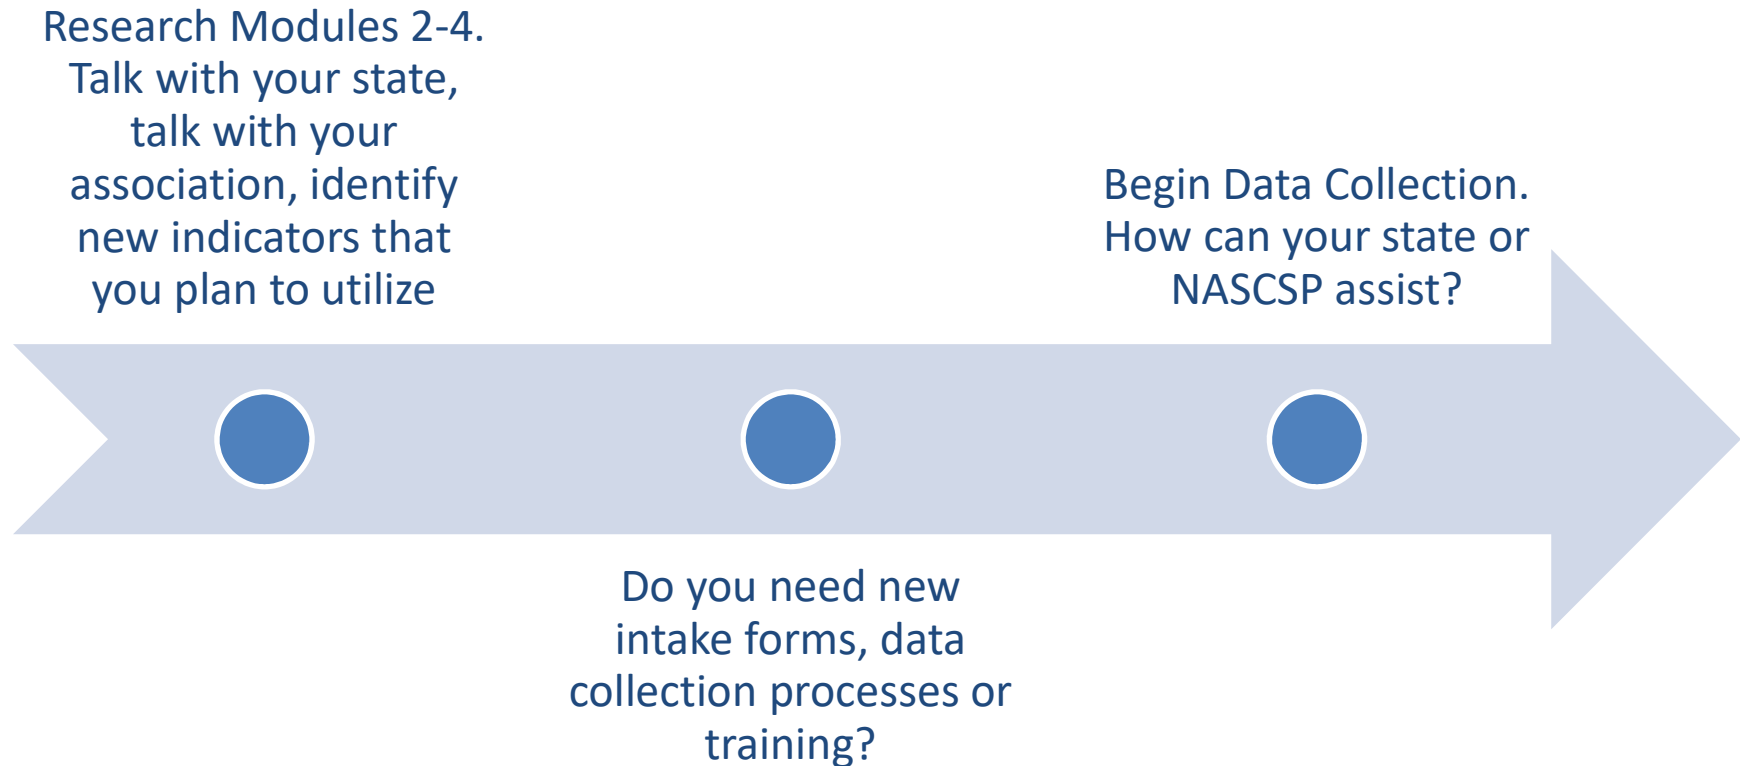 Research Modules 2-4.
Talk with your state,
talk with your
association, identify
new indicators that
you plan to utilize
Do you need new
intake forms, data
collection processes or
training?
Begin Data Collection.
How can your state or
NASCSP assist?